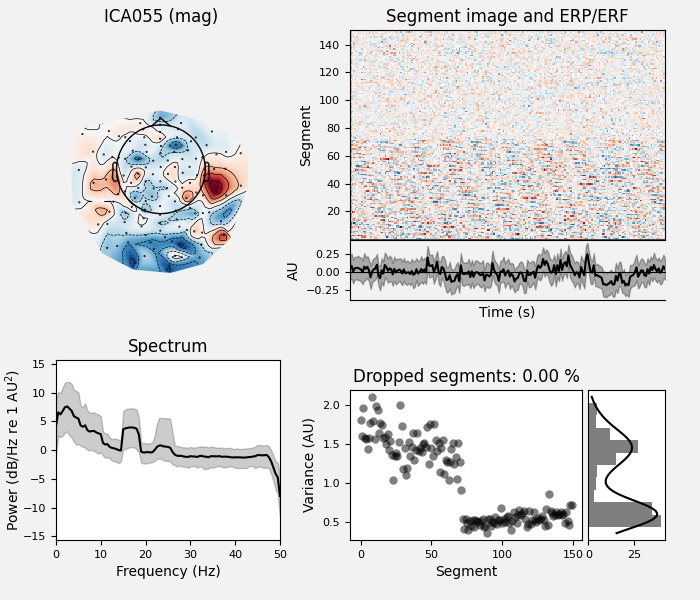 ICA055 (mag)
Segment image and ERP/ERF
Segment
140
120
100
80
60
40
20
AU
0.25
0.00
−0.25
Time (s)
Spectrum
Power (dB/Hz re 1 AU²)
15
10
5
0
−5
−10
−15
0 10 20 30 40 50
Frequency (Hz)
Dropped segments: 0.00 %
Variance (AU)
2.0
1.5
1.0
0.5
0 50 100 150
Segment
0 25